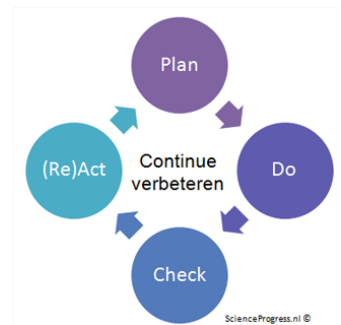 Plan
(Re)Act
Continue
verbeteren
Do
Check
ScienceProgress.nl ©